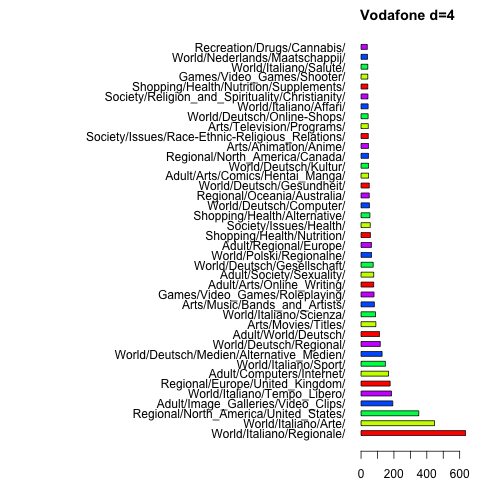 Vodafone d=4
Recreation/Drugs/Cannabis/
World/Nederlands/Maatschappij/
World/Italiano/Salute/
Games/Video_Games/Shooter/
Shopping/Health/Nutrition/Supplements/
Society/Religion_and_Spirituality/Christianity/
World/Italiano/Affari/
World/Deutsch/Online-Shops/
Arts/Television/Programs/
Society/Issues/Race-Ethnic-Religious_Relations/
Arts/Animation/Anime/
Regional/North_America/Canada/
World/Deutsch/Kultur/
Adult/Arts/Comics/Hentai_Manga/
World/Deutsch/Gesundheit/
Regional/Oceania/Australia/
World/Deutsch/Computer/
Shopping/Health/Alternative/
Society/Issues/Health/
Shopping/Health/Nutrition/
Adult/Regional/Europe/
World/Polski/Regionalne/
World/Deutsch/Gesellschaft/
Adult/Society/Sexuality/
Adult/Arts/Online_Writing/
Games/Video_Games/Roleplaying/
Arts/Music/Bands_and_Artists/
World/Italiano/Scienza/
Arts/Movies/Titles/
Adult/World/Deutsch/
World/Deutsch/Regional/
World/Deutsch/Medien/Alternative_Medien/
World/Italiano/Sport/
Adult/Computers/Internet/
Regional/Europe/United_Kingdom/
World/Italiano/Tempo_Libero/
Adult/Image_Galleries/Video_Clips/
Regional/North_America/United_States/
World/Italiano/Arte/
World/Italiano/Regionale/
0 200 400 600